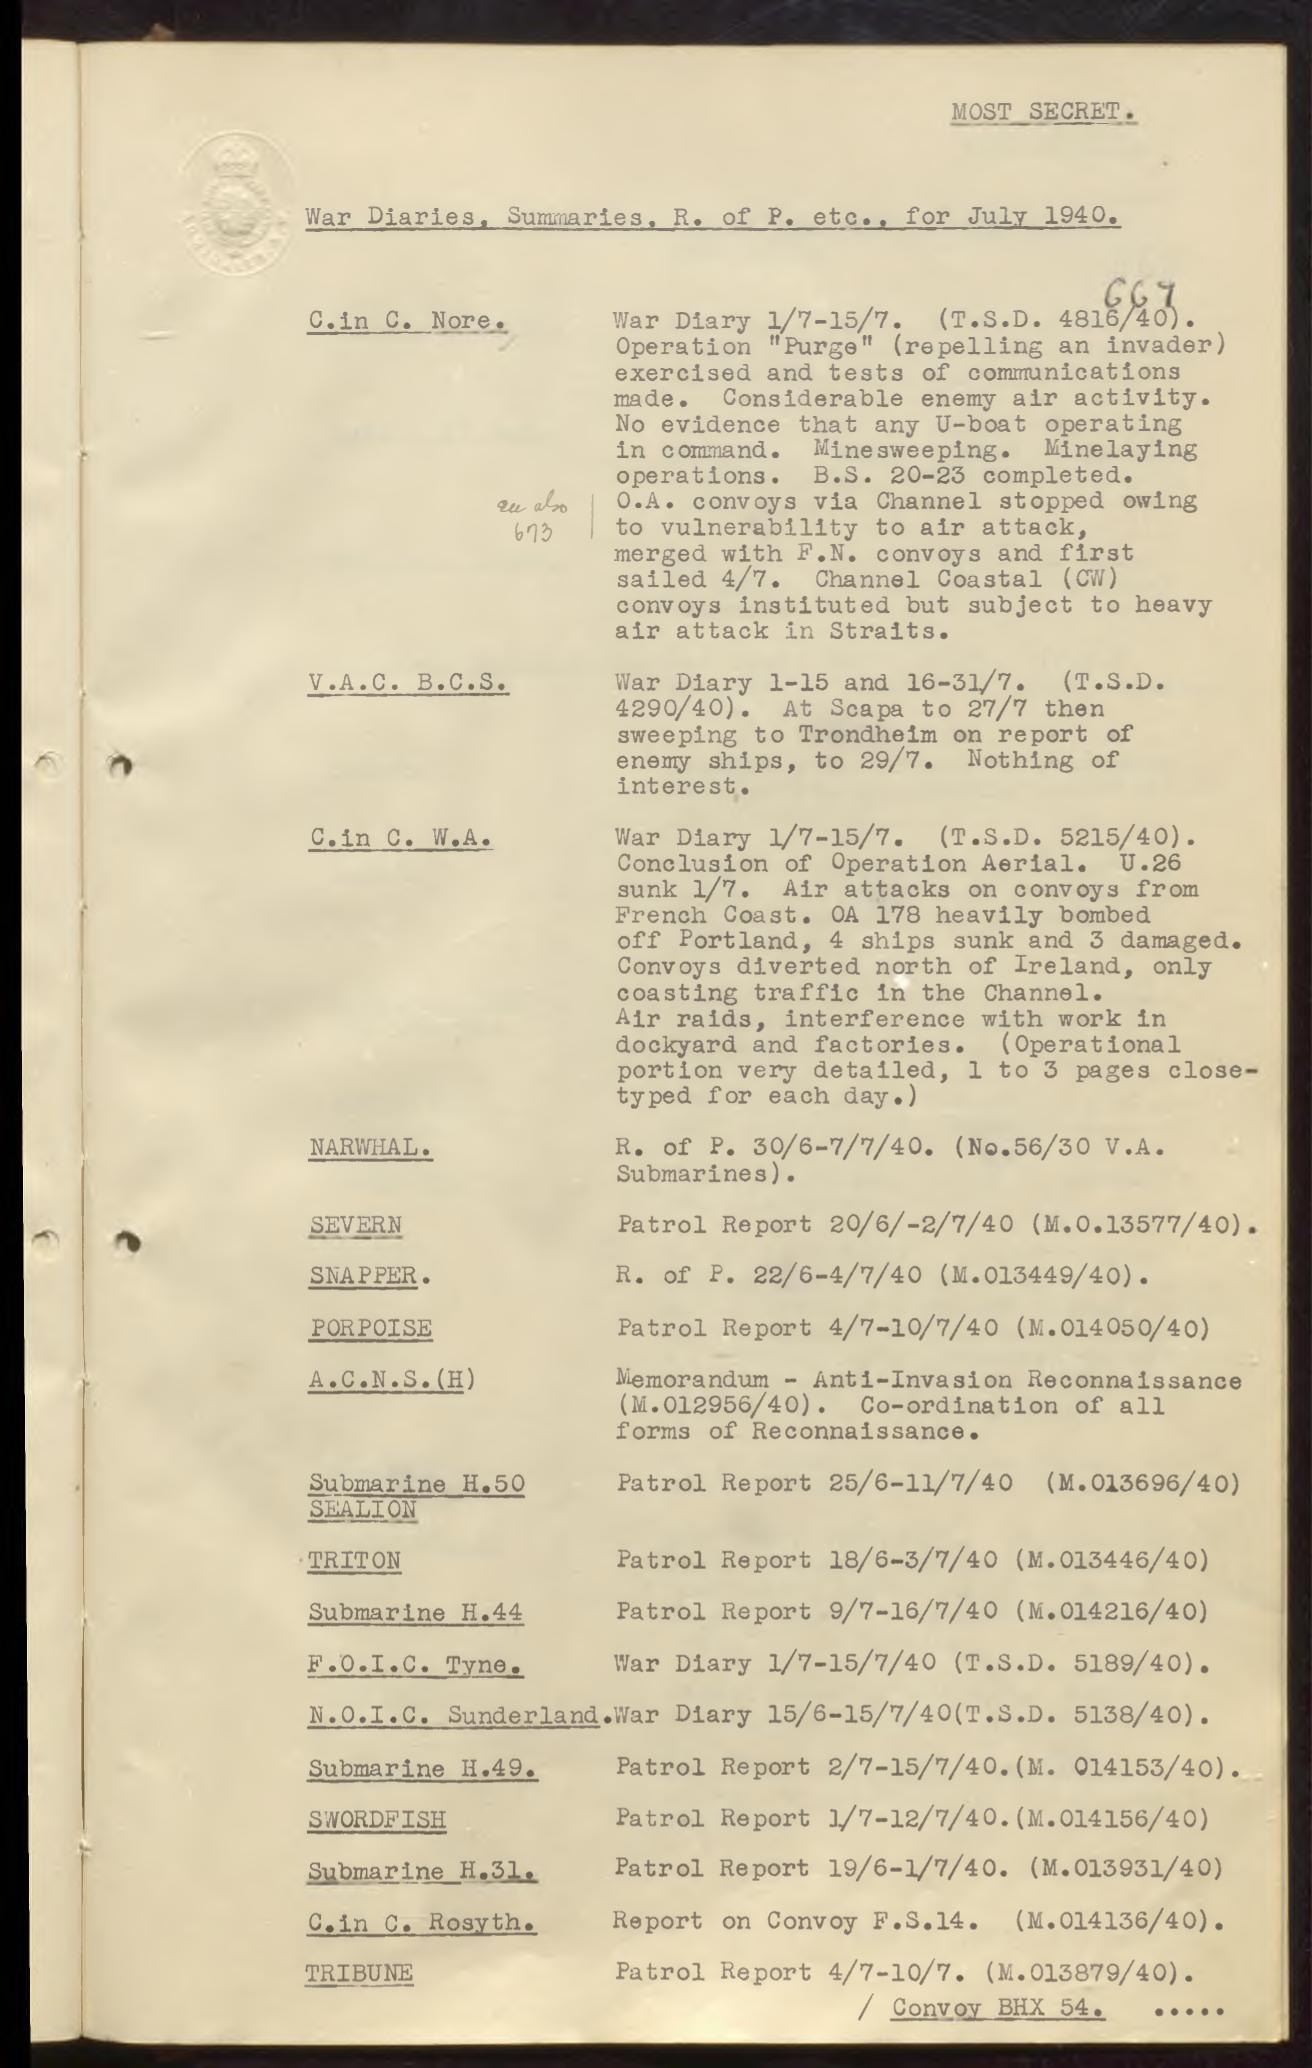 MOST SECRET.
War Diaries, Summaries, R. of P. etc., for July 1940.
667
C.in C. Nore. War Diary 1/7-15/7. (T.S.D. 4816/40).
Operation "Purge" (repelling an invader)
exercised and tests of communications
made. Considerable enemy air activity.
No evidence that any U-boat operating
in command. Minesweeping. Minelaying
operations. B.S. 20-23 completed.
see also O.A. convoys via Channel stopped owing
673 to vulnerability to air attack,
merged with F.N. convoys and first
sailed 4/7. Channel Coastal (CW)
convoys instituted but subject to heavy
air attack in Straits.
V.A.C. B.C.S. War Diary 1-15 and 16-31/7. (T.S.D.
4290/40). At Scapa to 27/7 then
sweeping to Trondheim on report of
enemy ships, to 29/7. Nothing of
interest.
C.in C. W.A. War Diary 1/7-15/7. (T.S.D. 5215/40).
Conclusion of Operation Aerial. U.26
sunk 1/7. Air attacks on convoys from
French Coast. OA 178 heavily bombed
off Portland, 4 ships sunk and 3 damaged.
Convoys diverted north of Ireland, only
coasting traffic in the Channel.
Air raids, interference with work in
dockyard and factories. (Operational
portion very detailed, 1 to 3 pages close-
typed for each day.)
NARWHAL. R. of P. 30/6-7/7/40. (No.56/30 V.A.
Submarines).
SEVERN Patrol Report 20/6/-2/7/40 (M.O.13577/40).
SNAPPER. R. of P. 22/6-4/7/40 (M.013449/40).
PORPOISE Patrol Report 4/7-10/7/40 (M.014050/40)
A.C.N.S.(H) Memorandum - Anti-Invasion Reconnaissance
(M.012956/40). Co-ordination of all
forms of Reconnaissance.
Submarine H.50 Patrol Report 25/6-11/7/40 (M.013696/40)
SEALION
TRITON Patrol Report 18/6-3/7/40 (M.013446/40)
Submarine H.44 Patrol Report 9/7-16/7/40 (M.014216/40)
F.O.I.C. Tyne. War Diary 1/7-15/7/40 (T.S.D. 5189/40).
N.O.I.C. Sunderland. War Diary 15/6-15/7/40(T.S.D. 5138/40).
Submarine H.49. Patrol Report 2/7-15/7/40.(M. 014153/40).
SWORDFISH Patrol Report 1/7-12/7/40.(M.014156/40)
Submarine H.31. Patrol Report 19/6-1/7/40. (M.013931/40)
C.in C. Rosyth. Report on Convoy F.S.14. (M.014136/40).
TRIBUNE Patrol Report 4/7-10/7. (M.013879/40).
/ Convoy BHX 54. .....